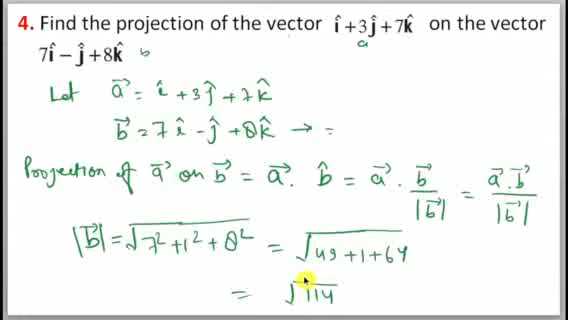 4. Find the projection of the vector î+3ĵ+7k̂ on the vector
a
7î−ĵ+8k̂ b
Let a⃗ = î + 3ĵ + 7k̂
b⃗ = 7î - ĵ + 8k̂ → =
Projection of a⃗ on b⃗ = a⃗ . b̂ = a⃗ . b⃗/|b⃗| = a⃗.b⃗/|b⃗|
|b⃗| = √7²+1²+8² = √49+1+64
= √114